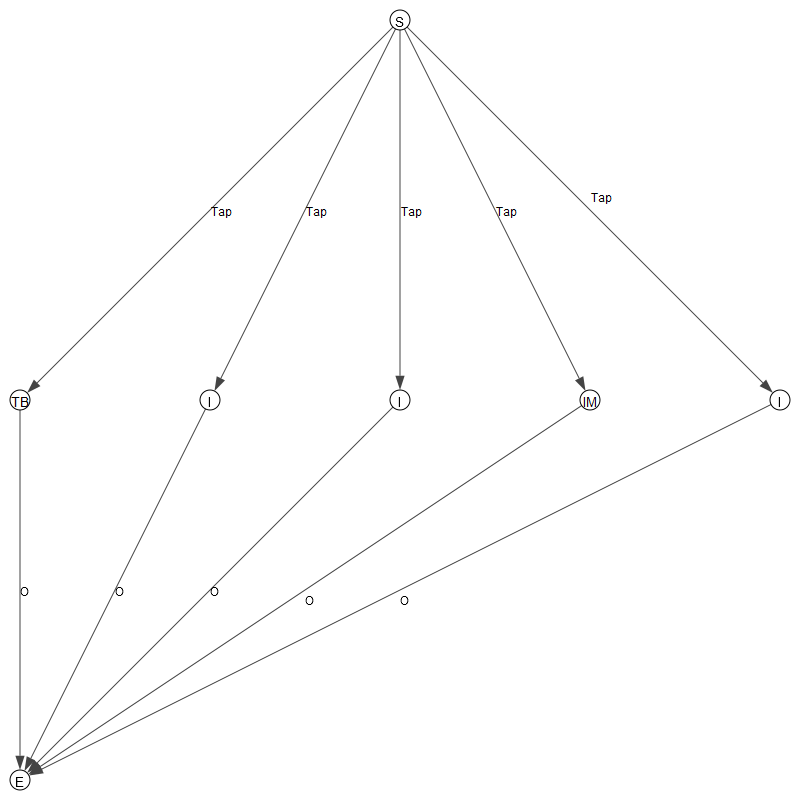 S
Tap
Tap Tap Tap Tap
TB I I IM I
O O O
O O
E